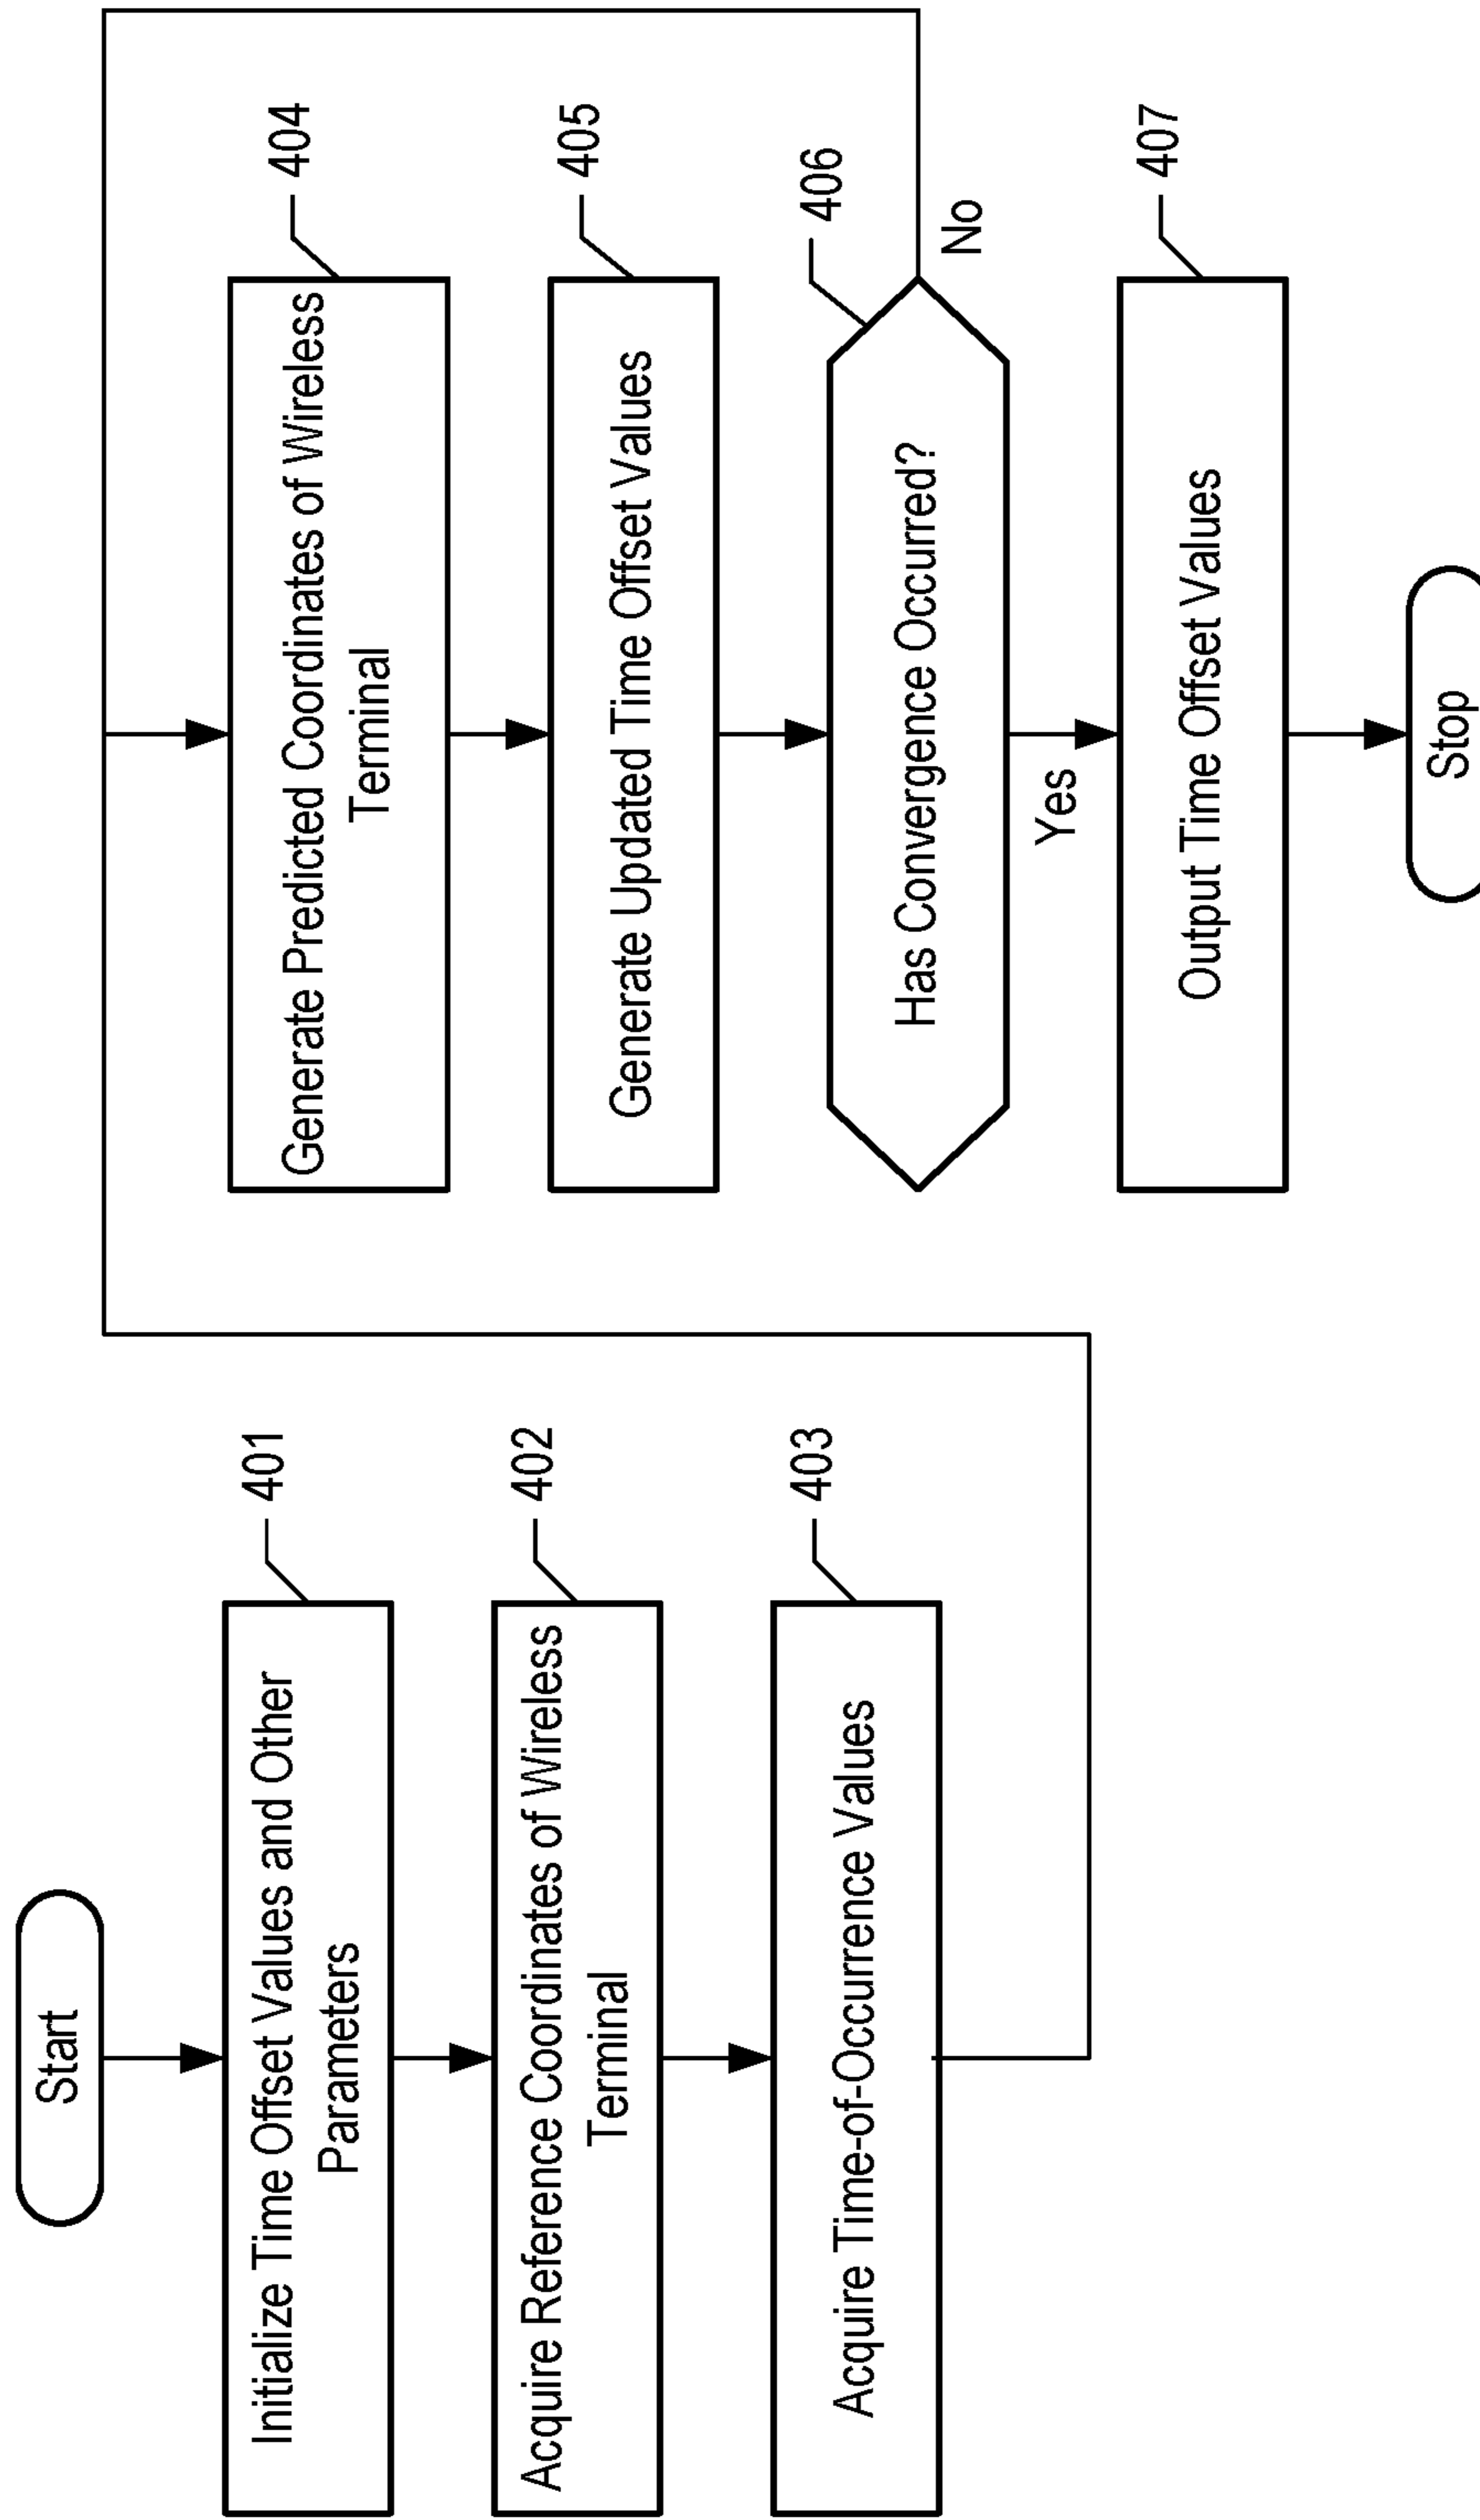 Start
Initialize Time Offset Values and Other
Parameters
401
Acquire Reference Coordinates of Wireless
Terminal
402
Acquire Time-of-Occurrence Values
403
Generate Predicted Coordinates of Wireless
Terminal
404
Generate Updated Time Offset Values
405
Has Convergence Occurred?
406
No
Yes
Output Time Offset Values
407
Stop